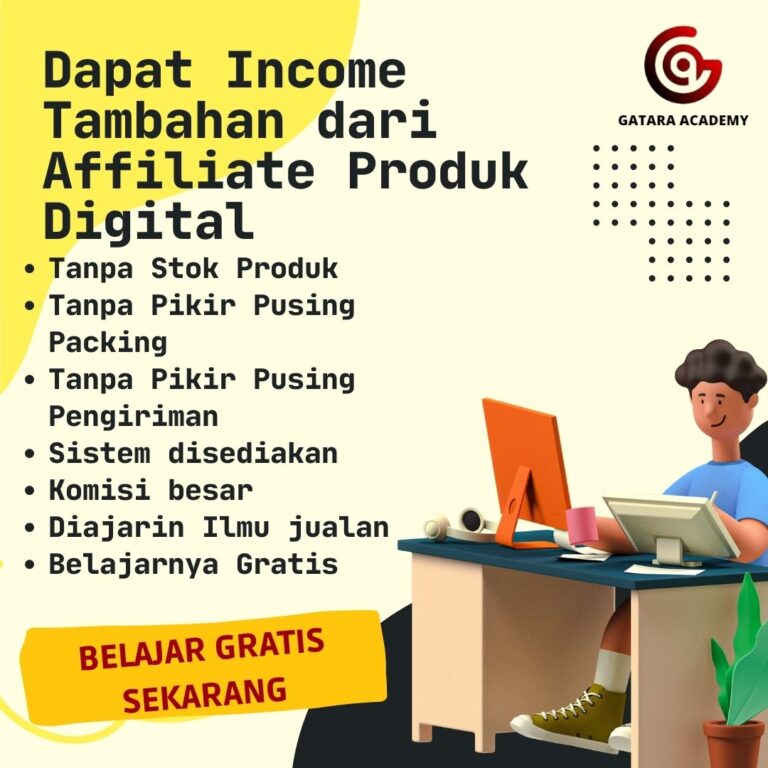 Dapat Income
Tambahan dari
Affiliate Produk
Digital
GATARA ACADEMY
• Tanpa Stok Produk
• Tanpa Pikir Pusing
Packing
• Tanpa Pikir Pusing
Pengiriman
• Sistem disediakan
• Komisi besar
• Diajarin Ilmu jualan
• Belajarnya Gratis
BELAJAR GRATIS
SEKARANG